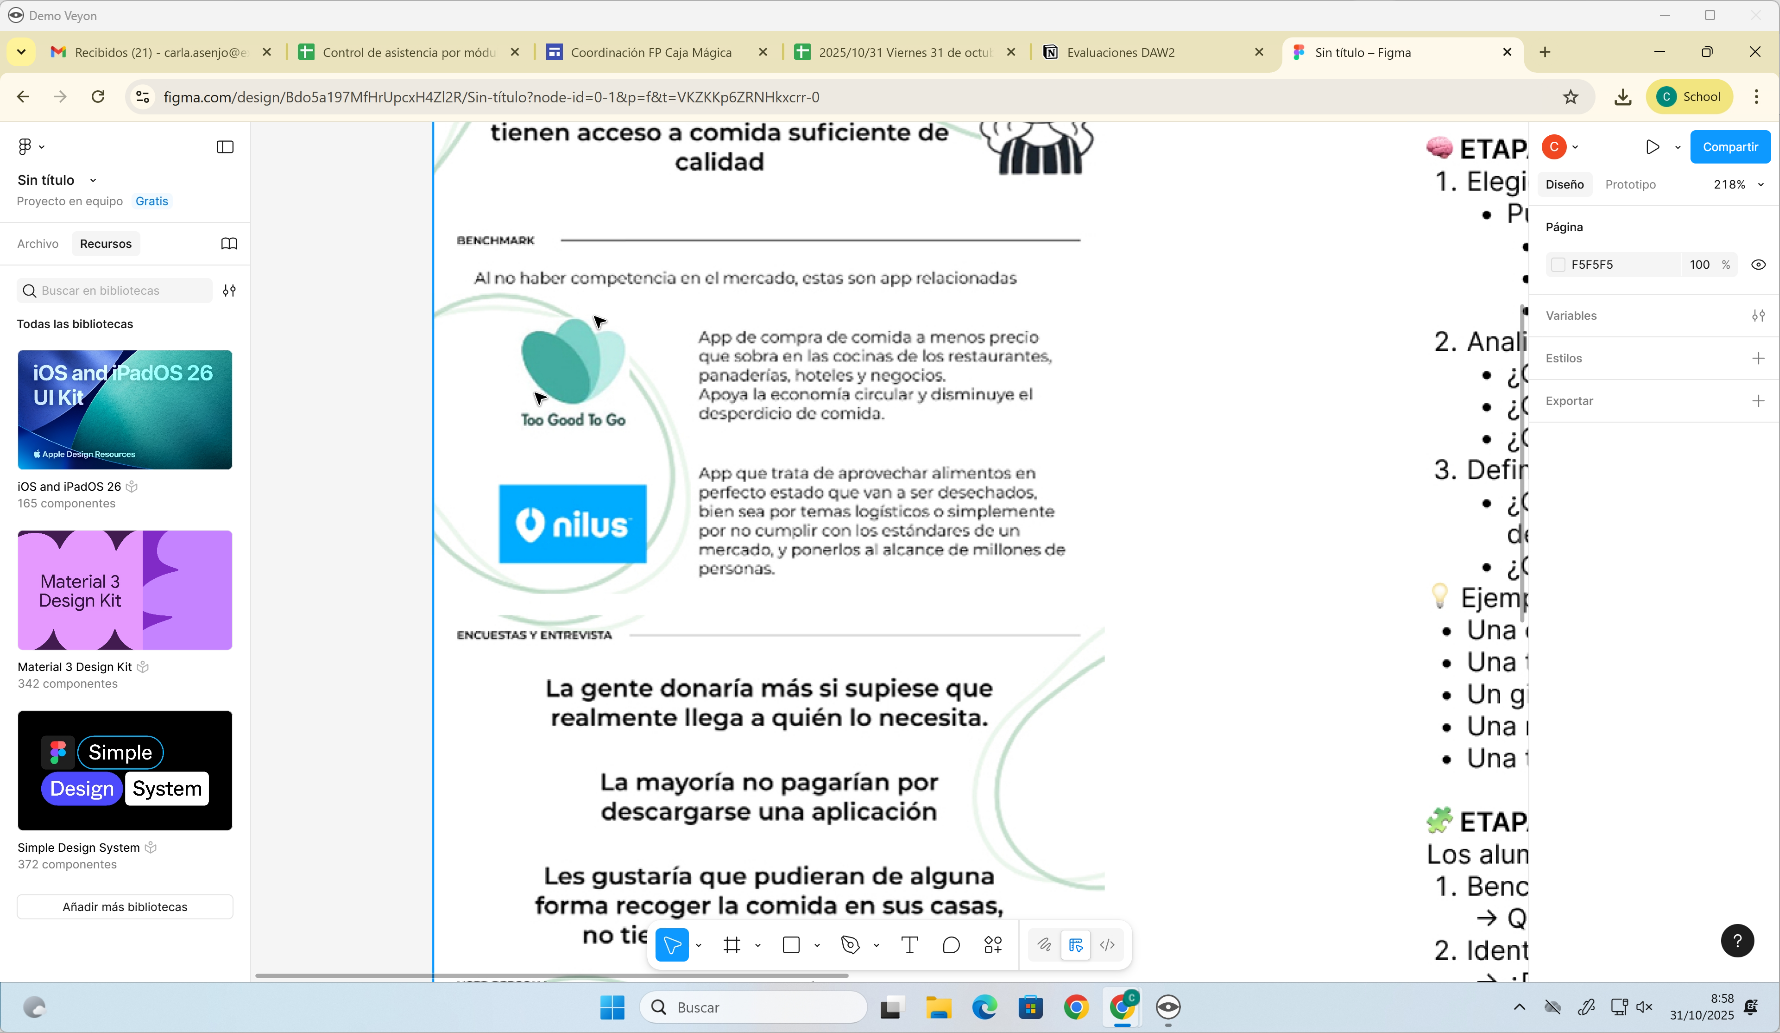 Demo Veyon
Recibidos (21) - carla.asenjo@e
Control de asistencia por módu
Coordinación FP Caja Mágica
2025/10/31 Viernes 31 de octub
Evaluaciones DAW2
Sin título – Figma
figma.com/design/Bdo5a197MfHrUpcxH4Zl2R/Sin-título?node-id=0-1&p=f&t=VKZKKp6ZRNHkxcrr-0
C School
Sin título
Proyecto en equipo Gratis
Archivo Recursos
Buscar en bibliotecas
Todas las bibliotecas
iOS and iPadOS 26
UI Kit
Apple Design Resources
iOS and iPadOS 26
165 componentes
Material 3
Design Kit
Material 3 Design Kit
342 componentes
Simple
Design System
Simple Design System
372 componentes
Añadir más bibliotecas
tienen acceso a comida suficiente de
calidad
BENCHMARK
Al no haber competencia en el mercado, estas son app relacionadas
Too Good To Go
App de compra de comida a menos precio
que sobra en las cocinas de los restaurantes,
panaderías, hoteles y negocios.
Apoya la economía circular y disminuye el
desperdicio de comida.
nilus
App que trata de aprovechar alimentos en
perfecto estado que van a ser desechados,
bien sea por temas logísticos o simplemente
por no cumplir con los estándares de un
mercado, y ponerlos al alcance de millones de
personas.
ENCUESTAS Y ENTREVISTA
La gente donaría más si supiese que
realmente llega a quién lo necesita.
La mayoría no pagarían por
descargarse una aplicación
Les gustaría que pudieran de alguna
forma recoger la comida en sus casas,
no tie
ETAPA
1. Elegi
• Pu
2. Anali
• ¿C
• ¿C
• ¿C
3. Defin
• ¿C
de
• ¿C
Ejemp
• Una
• Una t
• Un gi
• Una
• Una t
ETAPA
Los alun
1. Benc
→ Q
2. Ident
C
Compartir
Diseño Prototipo 218%
Página
F5F5F5 100 %
Variables
Estilos
Exportar
?
Buscar
C
8:58
31/10/2025